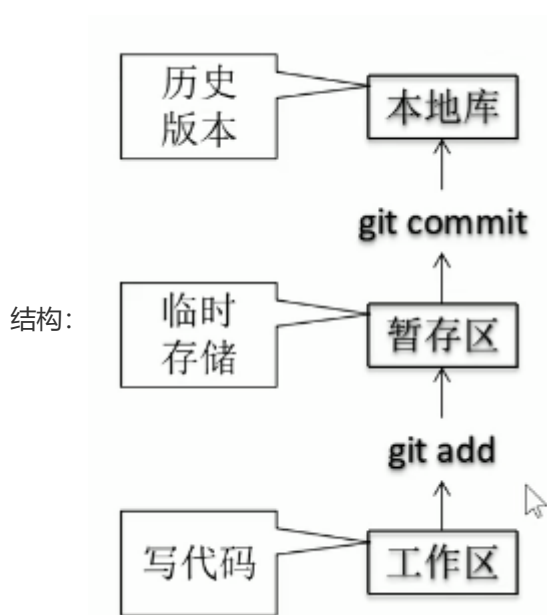 历史
版本
本地库
git commit
结构：
临时
存储
暂存区
git add
写代码
工作区